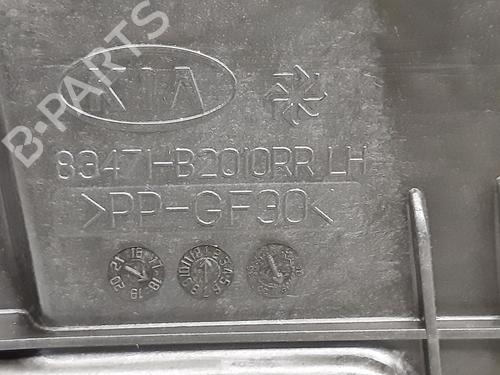 KIA
83471-B2010RR LH
>PP-GF30<
B-PARTS